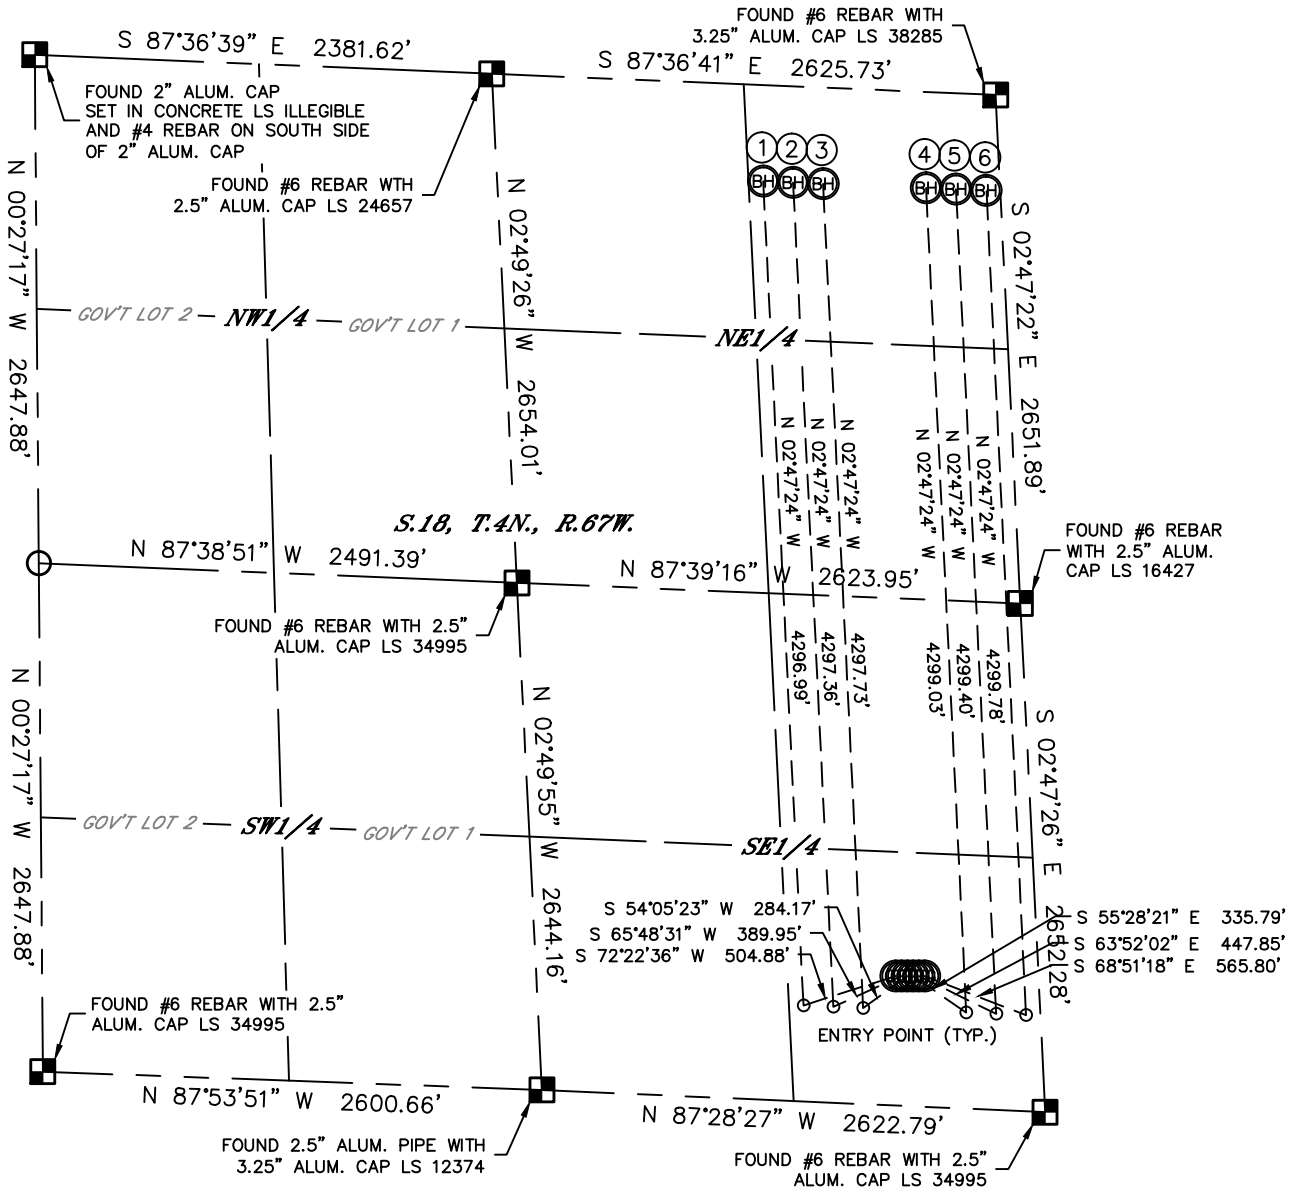 FOUND #6 REBAR WITH
3.25" ALUM. CAP LS 38285
S 87°36'39" E 2381.62'
S 87°36'41" E 2625.73'
FOUND 2" ALUM. CAP
SET IN CONCRETE LS ILLEGIBLE
AND #4 REBAR ON SOUTH SIDE
OF 2" ALUM. CAP
FOUND #6 REBAR WTH
2.5" ALUM. CAP LS 24657
1 2 3 4 5 6
BH BH BH BH BH BH
N 00°27'17" W 2647.88'
N 02°49'26" W 2654.01'
S 02°47'22" E 2651.89'
GOV'T LOT 2
NW1/4
GOV'T LOT 1
NE1/4
N 02°47'24" W 4296.99'
N 02°47'24" W 4297.36'
N 02°47'24" W 4297.73'
N 02°47'24" W 4299.03'
N 02°47'24" W 4299.40'
N 02°47'24" W 4299.78'
S.18, T.4N., R.67W.
N 87°38'51" W 2491.39'
N 87°39'16" W 2623.95'
FOUND #6 REBAR
WITH 2.5" ALUM.
CAP LS 16427
FOUND #6 REBAR WITH 2.5"
ALUM. CAP LS 34995
N 00°27'17" W 2647.88'
N 02°49'55" W 2644.16'
S 02°47'26" E 2652.28'
GOV'T LOT 2
SW1/4
GOV'T LOT 1
SE1/4
S 54°05'23" W 284.17'
S 65°48'31" W 389.95'
S 72°22'36" W 504.88'
S 55°28'21" E 335.79'
S 63°52'02" E 447.85'
S 68°51'18" E 565.80'
ENTRY POINT (TYP.)
FOUND #6 REBAR WITH 2.5"
ALUM. CAP LS 34995
N 87°53'51" W 2600.66'
N 87°28'27" W 2622.79'
FOUND 2.5" ALUM. PIPE WITH
3.25" ALUM. CAP LS 12374
FOUND #6 REBAR WITH 2.5"
ALUM. CAP LS 34995